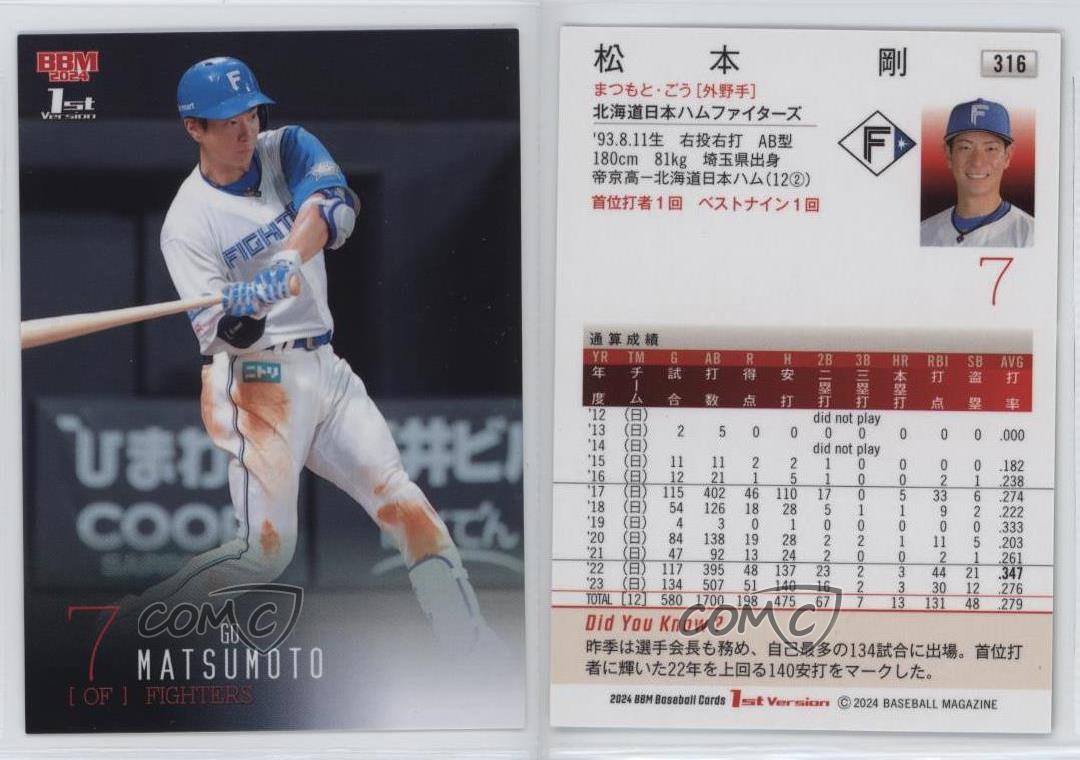 BBM
2024
1st
Version
F
FIGHTE
ニトリ
ひまわ
井ビル
COOP
でん
7
GO
MATSUMOTO
[ OF ] FIGHTERS
COMC
松本 剛
316
まつもと・ごう［外野手］
北海道日本ハムファイターズ
'93.8.11生 右投右打 AB型
180cm 81kg 埼玉県出身
帝京高ー北海道日本ハム(12②)
首位打者1回 ベストナイン1回
F
7
通算成績
YR TM G AB R H 2B 3B HR RBI SB AVG
年度 チーム 試合 打数 得点 安打 二塁打 三塁打 本塁打 打点 盗塁 打率
'12 (日) did not play
'13 (日) 2 5 0 0 0 0 0 0 0 .000
'14 (日) did not play
'15 (日) 11 11 2 2 1 0 0 0 0 .182
'16 (日) 12 21 1 5 1 0 0 2 1 .238
'17 (日) 115 402 46 110 17 0 5 33 6 .274
'18 (日) 54 126 18 28 5 1 1 9 2 .222
'19 (日) 4 3 0 1 0 0 0 0 0 .333
'20 (日) 84 138 19 28 2 2 1 11 5 .203
'21 (日) 47 92 13 24 2 0 0 2 1 .261
'22 (日) 117 395 48 137 23 2 3 44 21 .347
'23 (日) 134 507 51 140 16 2 3 30 12 .276
TOTAL [12] 580 1700 198 475 67 7 13 131 48 .279
COMC
Did You Know?
昨季は選手会長も務め、自己最多の134試合に出場。首位打
者に輝いた22年を上回る140安打をマークした。
2024 BBM Baseball Cards 1st Version © 2024 BASEBALL MAGAZINE